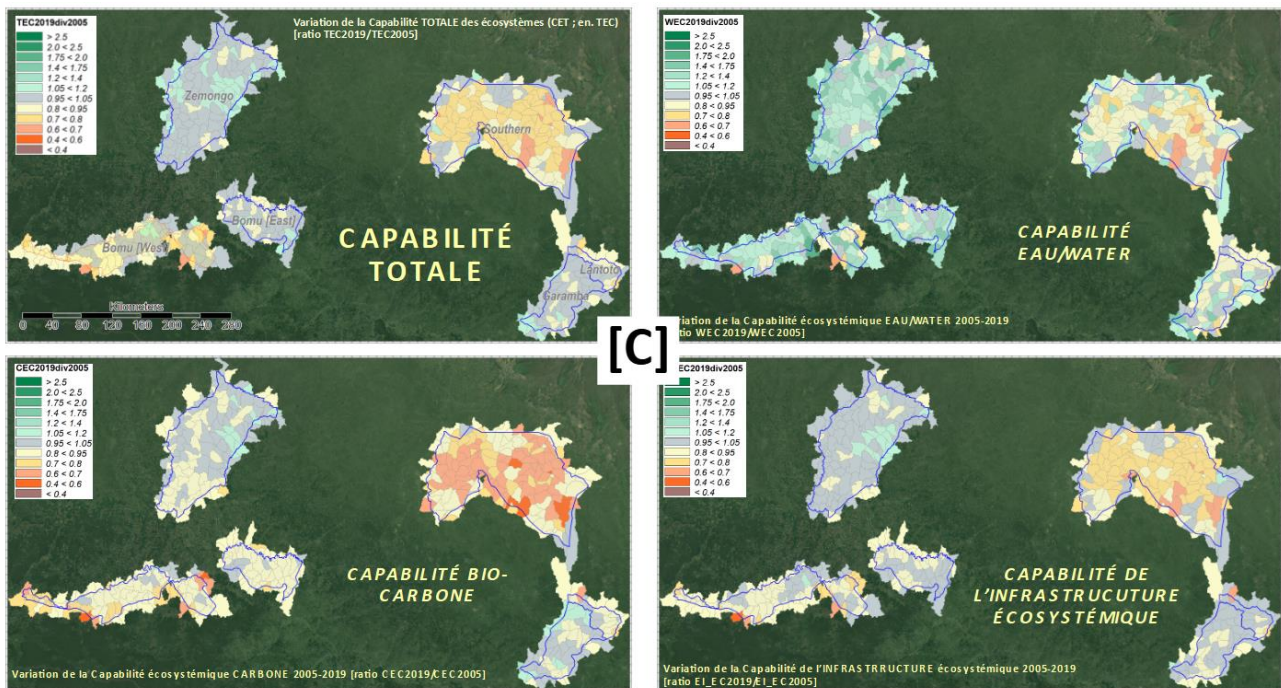 TEC2019div2005
> 2.5
2.0 < 2.5
1.75 < 2.0
1.4 < 1.75
1.2 < 1.4
1.05 < 1.2
0.95 < 1.05
0.8 < 0.95
0.7 < 0.8
0.6 < 0.7
0.4 < 0.6
< 0.4
Variation de la Capabilité TOTALE des écosystèmes (CET ; en. TEC)
[ratio TEC2019/TEC2005]
Zemongo
Southern
Bomu [East]
Bomu [West]
CAPABILITÉ
TOTALE
Lantoto
Garamba
Kilometers
0 40 80 120 160 200 240 280
WEC2019div2005
> 2.5
2.0 < 2.5
1.75 < 2.0
1.4 < 1.75
1.2 < 1.4
1.05 < 1.2
0.95 < 1.05
0.8 < 0.95
0.7 < 0.8
0.6 < 0.7
0.4 < 0.6
< 0.4
CAPABILITÉ
EAU/WATER
ariation de la Capabilité écosystémique EAU/WATER 2005-2019
ratio WEC2019/WEC2005]
[C]
CEC2019div2005
> 2.5
2.0 < 2.5
1.75 < 2.0
1.4 < 1.75
1.2 < 1.4
1.05 < 1.2
0.95 < 1.05
0.8 < 0.95
0.7 < 0.8
0.6 < 0.7
0.4 < 0.6
< 0.4
CAPABILITÉ BIO-
CARBONE
Variation de la Capabilité écosystémique CARBONE 2005-2019 [ratio CEC2019/CEC2005]
EC2019div2005
> 2.5
2.0 < 2.5
1.75 < 2.0
1.4 < 1.75
1.2 < 1.4
1.05 < 1.2
0.95 < 1.05
0.8 < 0.95
0.7 < 0.8
0.6 < 0.7
0.4 < 0.6
< 0.4
CAPABILITÉ DE
L'INFRASTRUCUTURE
ÉCOSYSTÉMIQUE
Variation de la Capabilité de l'INFRASTRRUCTURE écosystémique 2005-2019
[ratio EI_EC2019/EI_EC2005]